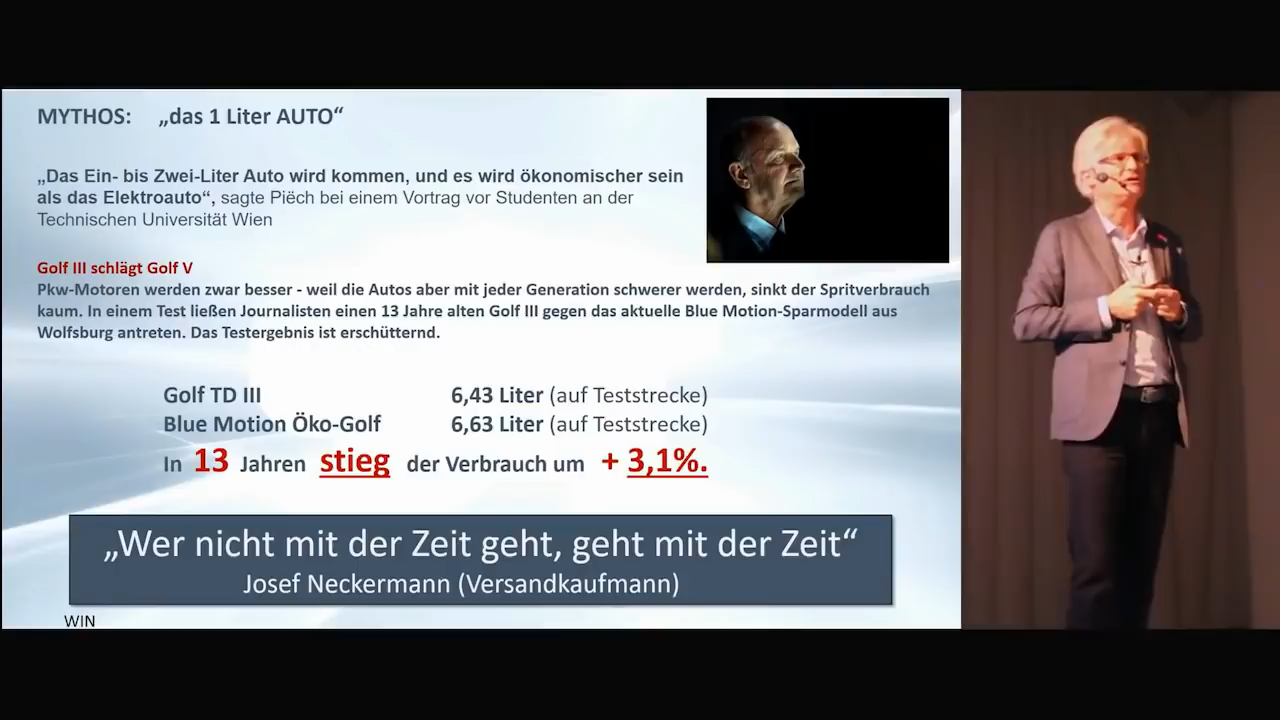 MYTHOS: „das 1 Liter AUTO“
„Das Ein- bis Zwei-Liter Auto wird kommen, und es wird ökonomischer sein
als das Elektroauto“, sagte Piëch bei einem Vortrag vor Studenten an der
Technischen Universität Wien
Golf III schlägt Golf V
Pkw-Motoren werden zwar besser - weil die Autos aber mit jeder Generation schwerer werden, sinkt der Spritverbrauch
kaum. In einem Test ließen Journalisten einen 13 Jahre alten Golf III gegen das aktuelle Blue Motion-Sparmodell aus
Wolfsburg antreten. Das Testergebnis ist erschütternd.
Golf TD III 6,43 Liter (auf Teststrecke)
Blue Motion Öko-Golf 6,63 Liter (auf Teststrecke)
In 13 Jahren stieg der Verbrauch um + 3,1%.
„Wer nicht mit der Zeit geht, geht mit der Zeit“
Josef Neckermann (Versandkaufmann)
WIN